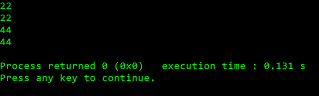 22
22
44
44
Process returned 0 (0x0)   execution time : 0.131 s
Press any key to continue.